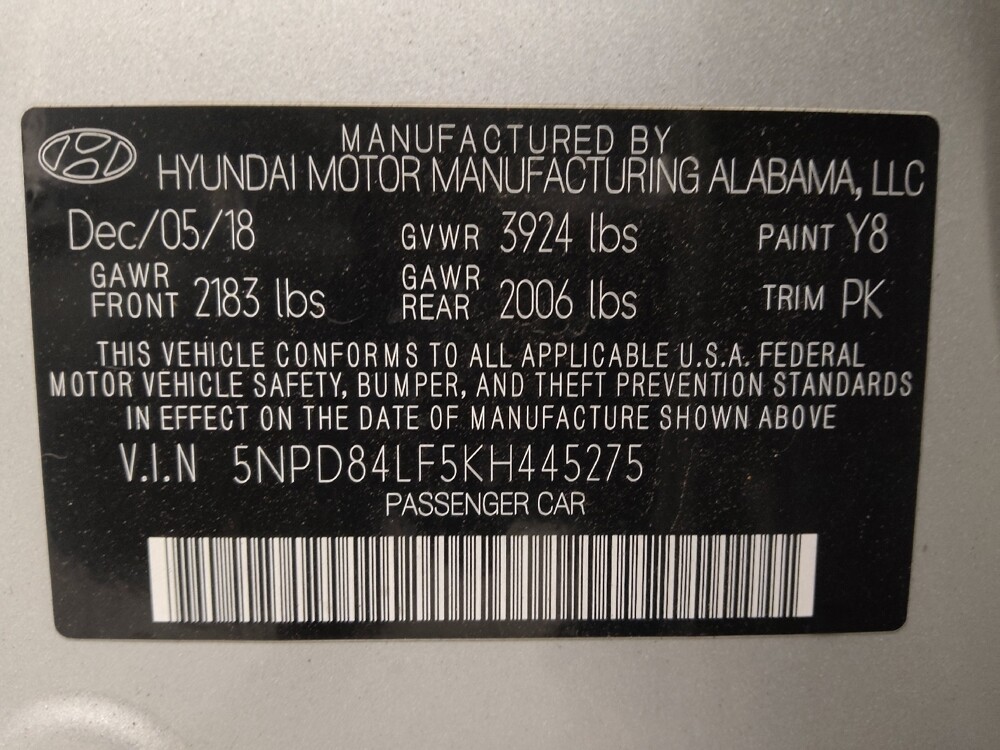 MANUFACTURED BY
HYUNDAI MOTOR MANUFACTURING ALABAMA, LLC
Dec/05/18 GVWR 3924 lbs PAINT Y8
GAWR FRONT 2183 lbs GAWR REAR 2006 lbs TRIM PK
THIS VEHICLE CONFORMS TO ALL APPLICABLE U.S.A. FEDERAL
MOTOR VEHICLE SAFETY, BUMPER, AND THEFT PREVENTION STANDARDS
IN EFFECT ON THE DATE OF MANUFACTURE SHOWN ABOVE
V.I.N 5NPD84LF5KH445275
PASSENGER CAR